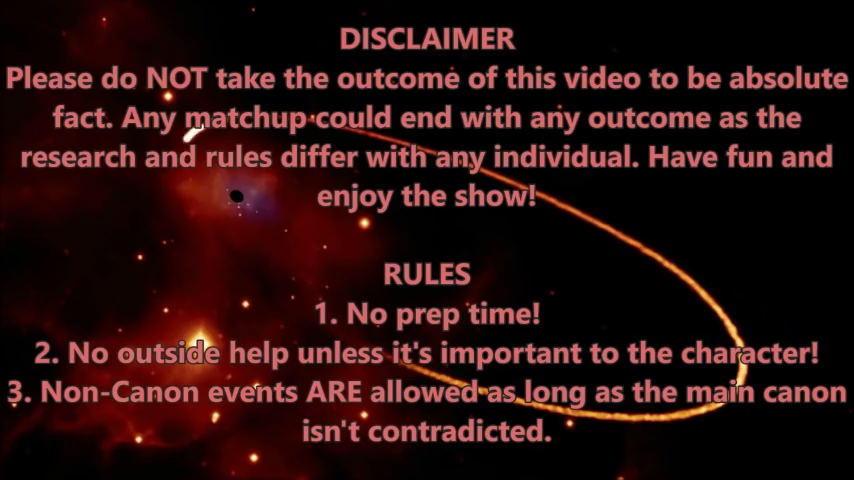 DISCLAIMER
Please do NOT take the outcome of this video to be absolute
fact. Any matchup could end with any outcome as the
research and rules differ with any individual. Have fun and
enjoy the show!
RULES
1. No prep time!
2. No outside help unless it's important to the character!
3. Non-Canon events ARE allowed as long as the main canon
isn't contradicted.